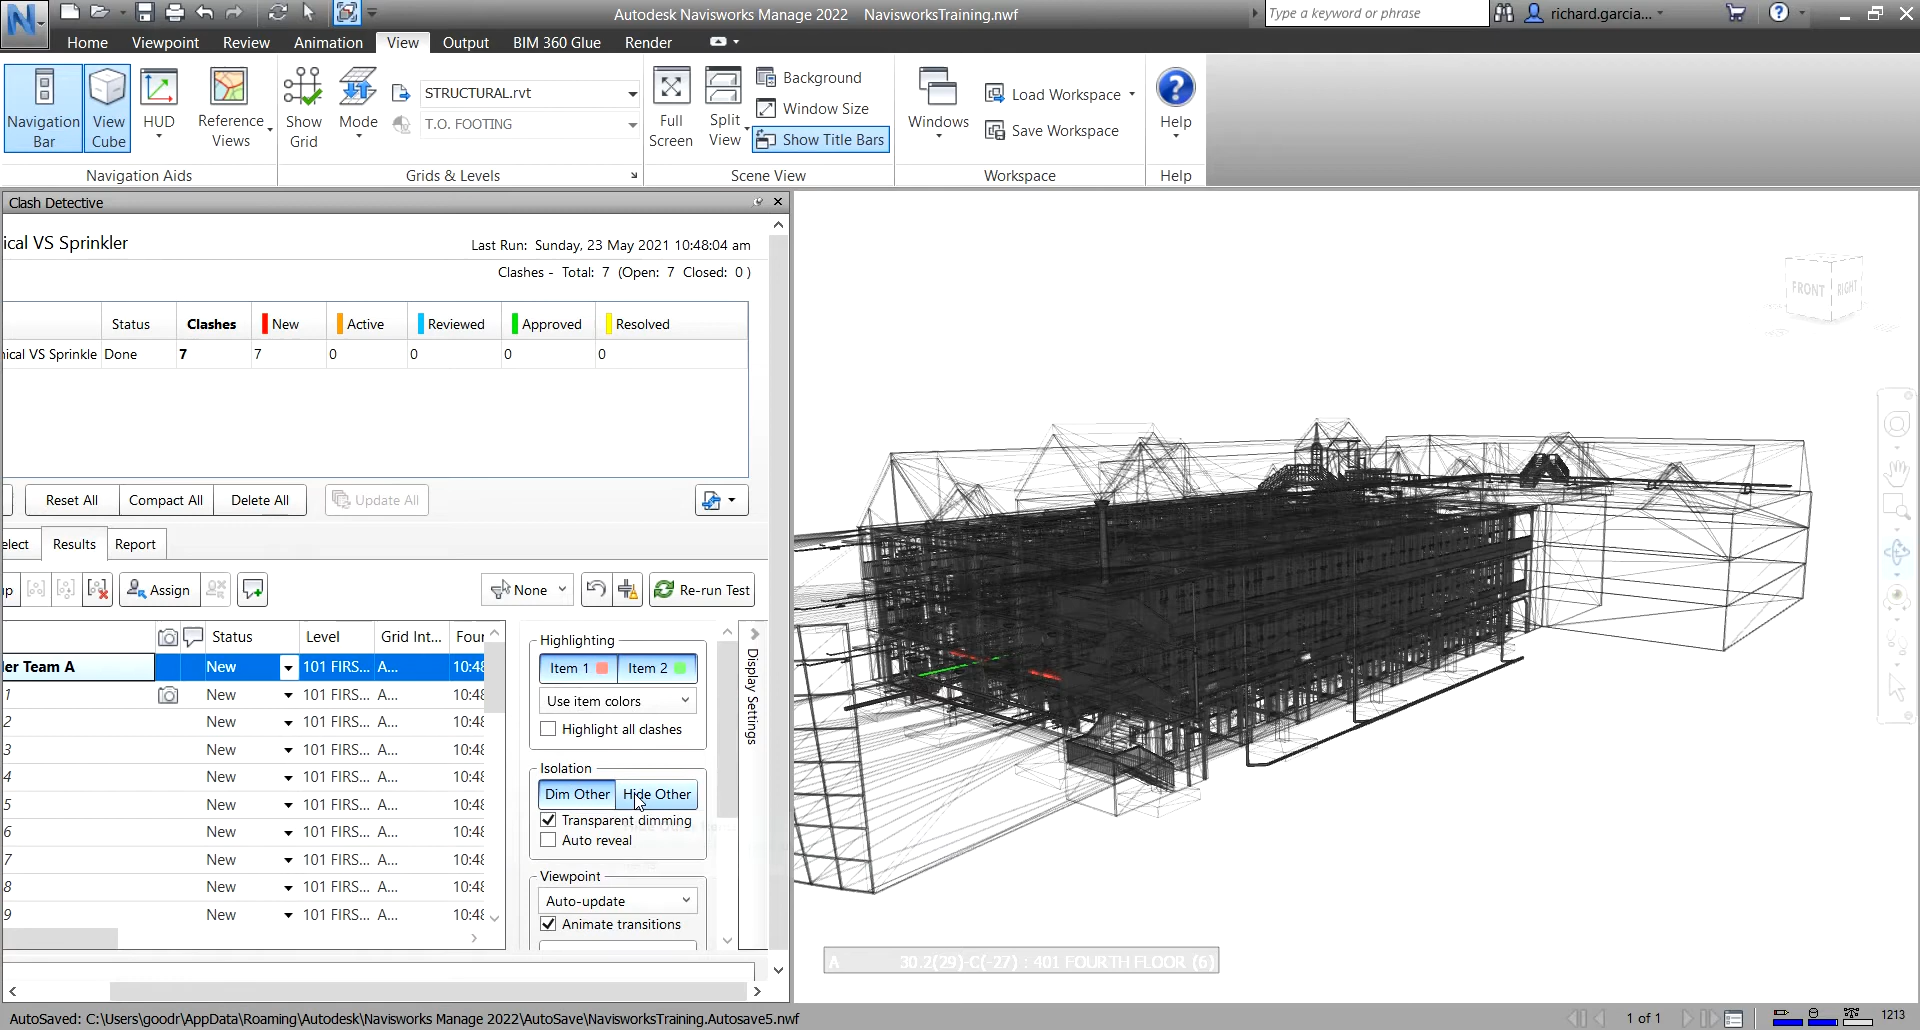 Autodesk Navisworks Manage 2022 NavisworksTraining.nwf
Type a keyword or phrase
richard.garcia...
Home Viewpoint Review Animation View Output BIM 360 Glue Render
Navigation Bar
View Cube
HUD
Reference Views
Show Grid
Mode
STRUCTURAL.rvt
T.O. FOOTING
Full Screen
Split View
Background
Window Size
Show Title Bars
Windows
Load Workspace
Save Workspace
Help
Navigation Aids Grids & Levels Scene View Workspace Help
Clash Detective
ical VS Sprinkler
Last Run: Sunday, 23 May 2021 10:48:04 am
Clashes - Total: 7 (Open: 7 Closed: 0 )
Status Clashes New Active Reviewed Approved Resolved
nical VS Sprinkle Done 7 7 0 0 0 0
Reset All Compact All Delete All Update All
elect Results Report
up Assign None Re-run Test
Status Level Grid Int... Four
ler Team A New 101 FIRS... A... 10:48
1 New 101 FIRS... A... 10:48
2 New 101 FIRS... A... 10:48
3 New 101 FIRS... A... 10:48
4 New 101 FIRS... A... 10:48
5 New 101 FIRS... A... 10:48
6 New 101 FIRS... A... 10:48
7 New 101 FIRS... A... 10:48
8 New 101 FIRS... A... 10:48
9 New 101 FIRS... A... 10:48
Highlighting
Item 1 Item 2
Use item colors
Highlight all clashes
Isolation
Dim Other Hide Other
Transparent dimming
Auto reveal
Viewpoint
Auto-update
Animate transitions
Display Settings
FRONT RIGHT
A 30.2(29)-C(-27) : 401 FOURTH FLOOR (6)
AutoSaved: C:\Users\goodr\AppData\Roaming\Autodesk\Navisworks Manage 2022\AutoSave\NavisworksTraining.Autosave5.nwf
1 of 1
1213